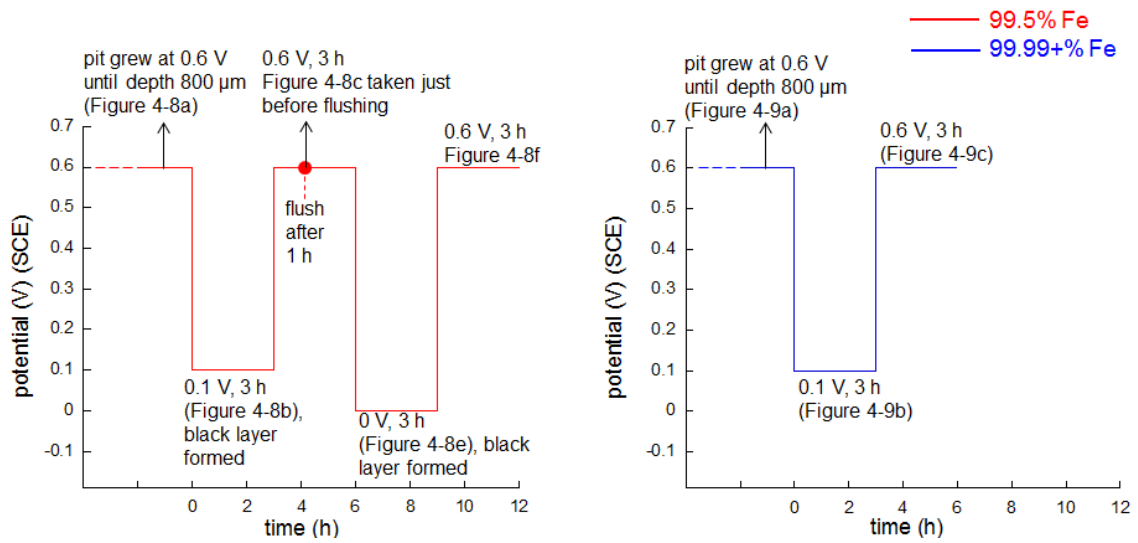 99.5% Fe
99.99+% Fe
pit grew at 0.6 V
until depth 800 µm
(Figure 4-8a)
0.6 V, 3 h
Figure 4-8c taken just
before flushing
0.6 V, 3 h
Figure 4-8f
flush
after
1 h
0.1 V, 3 h
(Figure 4-8b),
black layer
formed
0 V, 3 h
(Figure 4-8e), black
layer formed
potential (V) (SCE)
0.7
0.6
0.5
0.4
0.3
0.2
0.1
0
-0.1
0 2 4 6 8 10 12
time (h)
pit grew at 0.6 V
until depth 800 µm
(Figure 4-9a)
0.6 V, 3 h
(Figure 4-9c)
0.1 V, 3 h
(Figure 4-9b)
potential (V) (SCE)
0.7
0.6
0.5
0.4
0.3
0.2
0.1
0
-0.1
0 2 4 6 8 10 12
time (h)